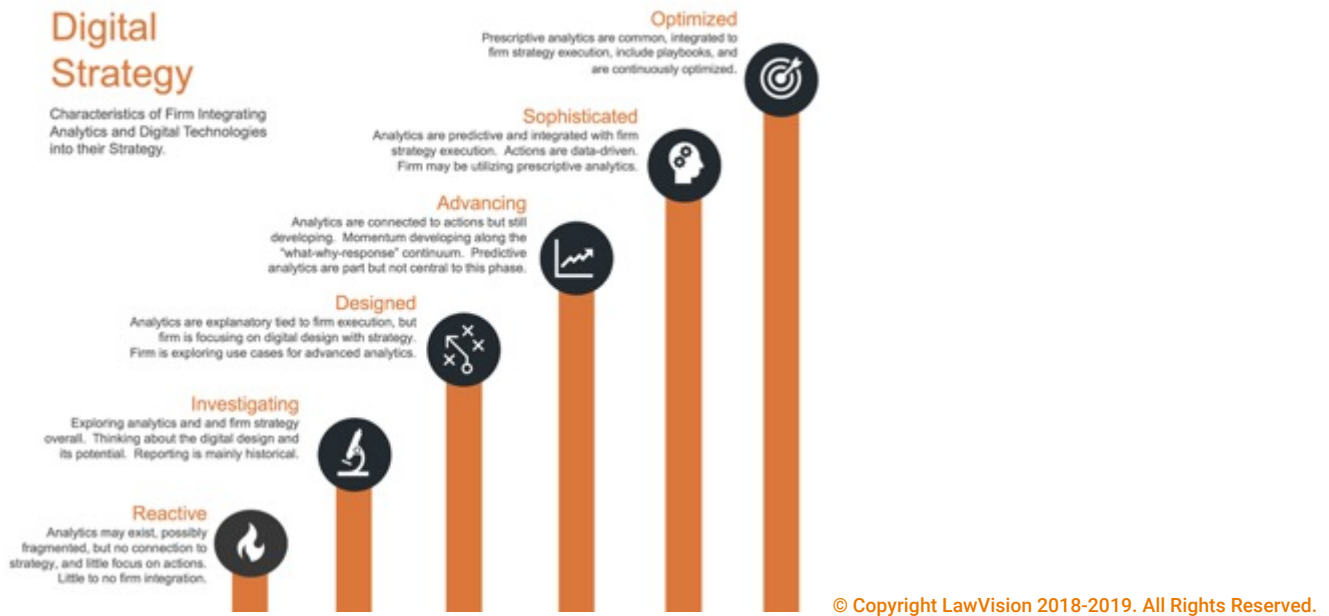 Digital
Strategy
Characteristics of Firm Integrating
Analytics and Digital Technologies
into their Strategy.
Optimized
Prescriptive analytics are common, integrated to
firm strategy execution, include playbooks, and
are continuously optimized.
Sophisticated
Analytics are predictive and integrated with firm
strategy execution. Actions are data-driven.
Firm may be utilizing prescriptive analytics.
Advancing
Analytics are connected to actions but still
developing. Momentum developing along the
"what-why-response" continuum. Predictive
analytics are part but not central to this phase.
Designed
Analytics are explanatory tied to firm execution, but
firm is focusing on digital design with strategy.
Firm is exploring use cases for advanced analytics.
Investigating
Exploring analytics and and firm strategy
overall. Thinking about the digital design and
its potential. Reporting is mainly historical.
Reactive
Analytics may exist, possibly
fragmented, but no connection to
strategy, and little focus on actions.
Little to no firm integration.
© Copyright LawVision 2018-2019. All Rights Reserved.